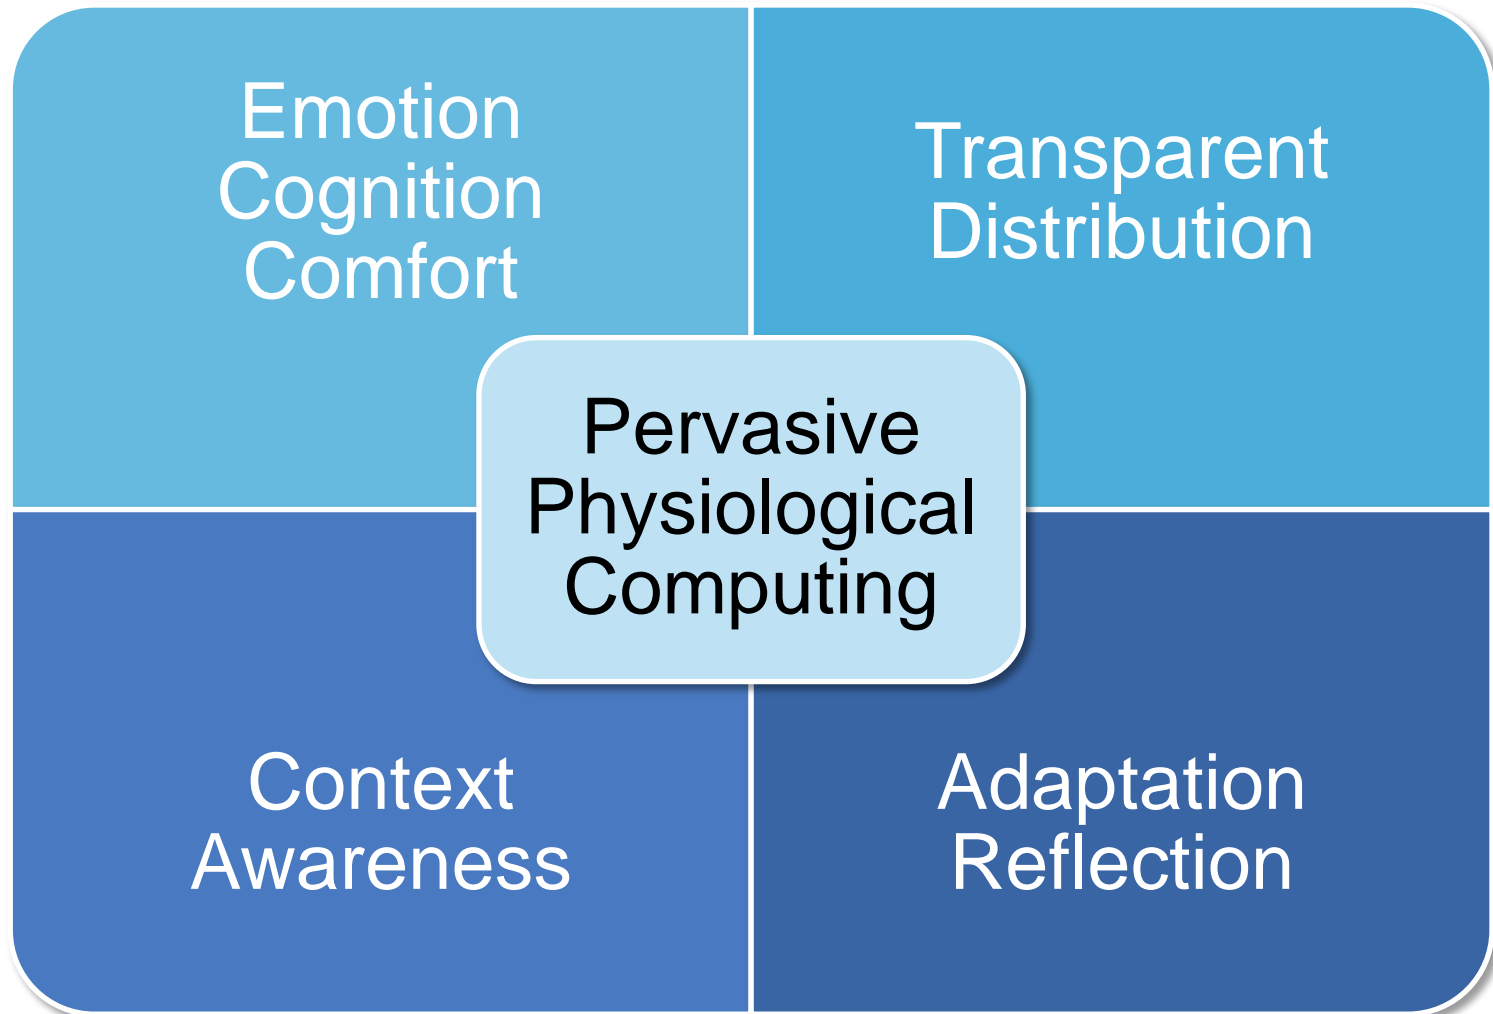 Emotion
Cognition
Comfort
Transparent
Distribution
Pervasive
Physiological
Computing
Context
Awareness
Adaptation
Reflection